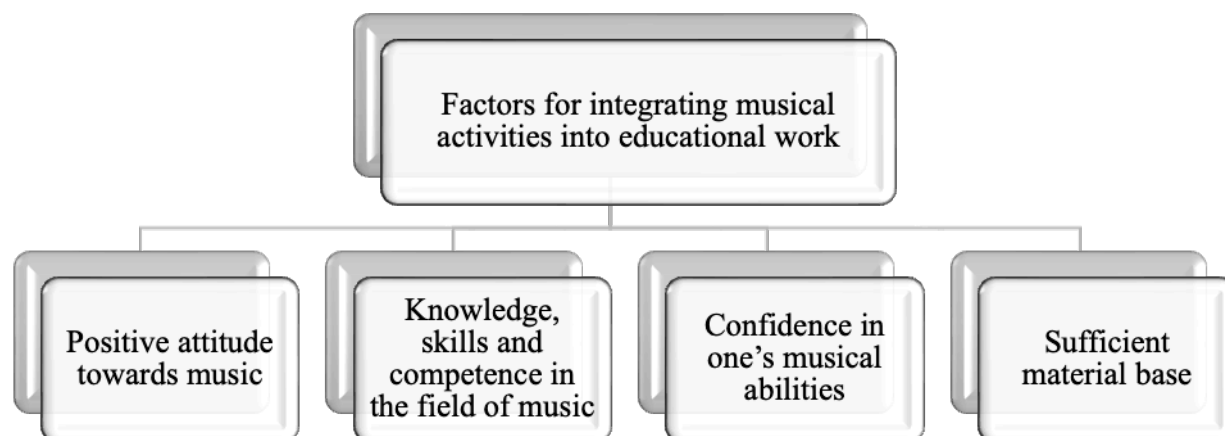 Factors for integrating musical
activities into educational work
Positive attitude
towards music
Knowledge,
skills and
competence in
the field of music
Confidence in
one’s musical
abilities
Sufficient
material base